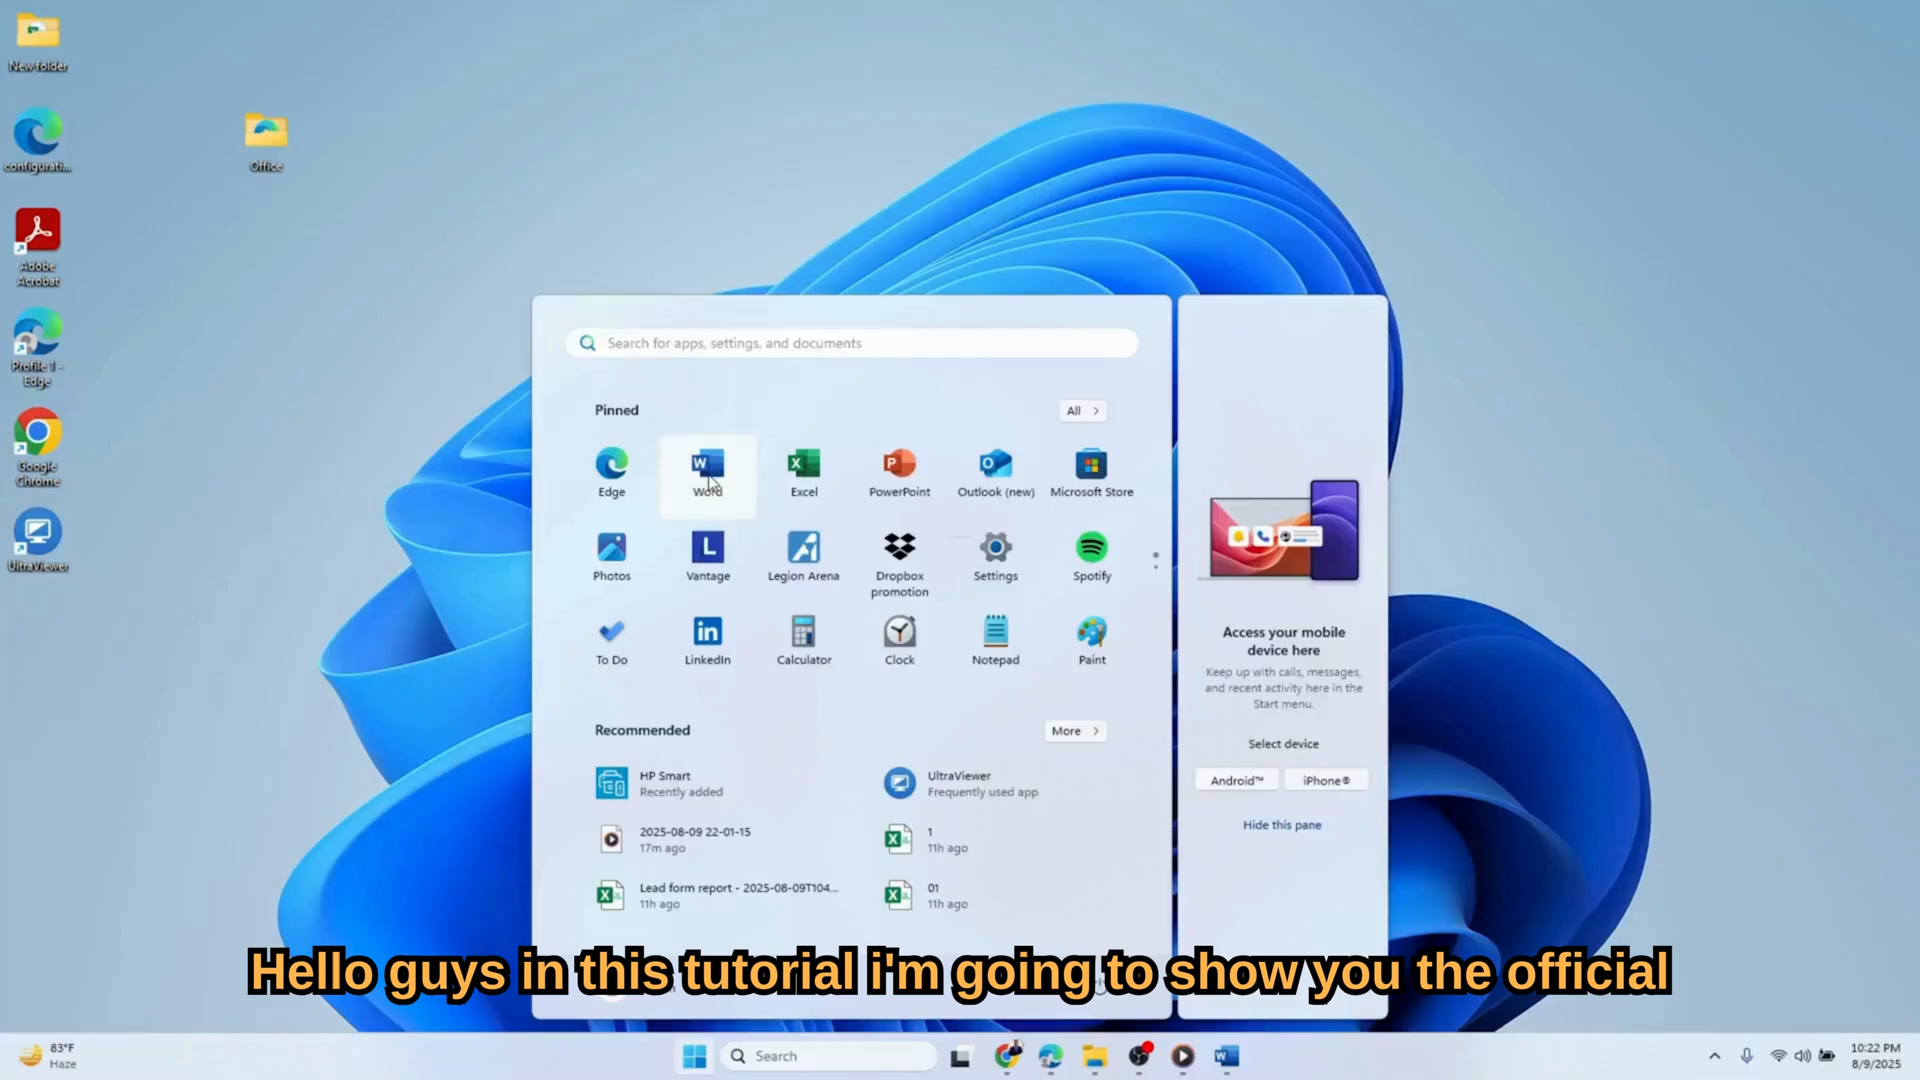 New folder
configurati...
Adobe
Acrobat
Profile 1 -
Edge
Google
Chrome
UltraViewer
Office
Search for apps, settings, and documents
Pinned
All
Edge
Word
Excel
PowerPoint
Outlook (new)
Microsoft Store
Photos
Vantage
Legion Arena
Dropbox
promotion
Settings
Spotify
To Do
LinkedIn
Calculator
Clock
Notepad
Paint
Recommended
More
HP Smart
Recently added
UltraViewer
Frequently used app
2025-08-09 22-01-15
17m ago
1
11h ago
Lead form report - 2025-08-09T104...
11h ago
01
11h ago
Access your mobile
device here
Keep up with calls, messages,
and recent activity here in the
Start menu.
Select device
Android™
iPhone®
Hide this pane
Hello guys in this tutorial i'm going to show you the official
83°F
Haze
Search
10:22 PM
8/9/2025